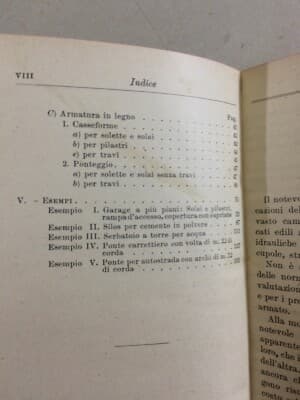 VIII
Indice
C) Armatura in legno
Pag.
1. Casseforme
a) per solette e solai
b) per pilastri
c) per travi
2. Ponteggio
a) per solette e solai senza travi
b) per travi
V. - ESEMPI
Esempio I. Garage a più piani: Solai e pilastri,
rampa d'accesso, copertura con capriate
Esempio II. Silos per cemento in polvere
Esempio III. Serbatoio a torre per acqua
Esempio IV. Ponte carrettiero con volta di m. 22 di
corda
Esempio V. Ponte per autostrada con archi di m. 32
di corda
Il notevo
cazioni del
vasto cam
cati edili
idrauliche
cupole, str
Non è
delle norm
valutazion
e per i pro
armato.
Alla m
notevole
apparente
loro, che i
dell'altra.
ancora ch
possono